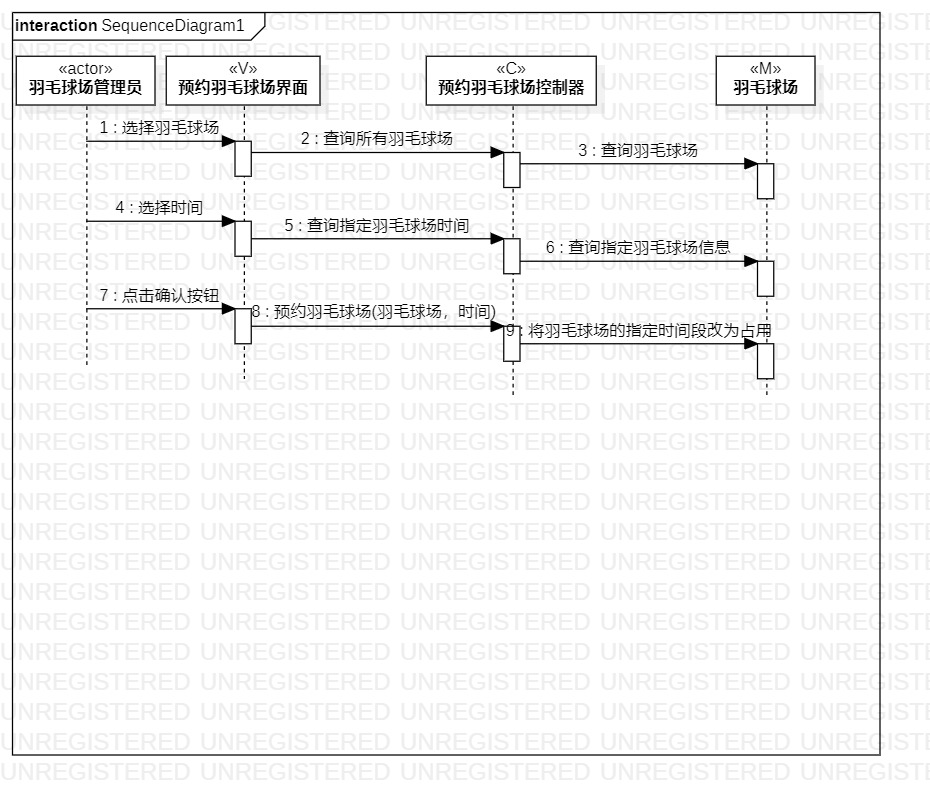 interaction SequenceDiagram1
«actor»
羽毛球场管理员
«V»
预约羽毛球场界面
«C»
预约羽毛球场控制器
«M»
羽毛球场
1 : 选择羽毛球场
2 : 查询所有羽毛球场
3 : 查询羽毛球场
4 : 选择时间
5 : 查询指定羽毛球场时间
6 : 查询指定羽毛球场信息
7 : 点击确认按钮
8 : 预约羽毛球场(羽毛球场，时间)
9 : 将羽毛球场的指定时间段改为占用
UNREGISTERED